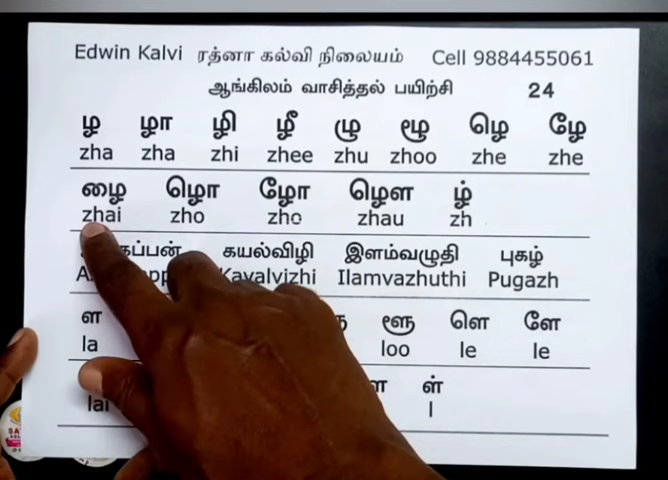 Edwin Kalvi ரத்னா கல்வி நிலையம் Cell 9884455061
ஆங்கிலம் வாசித்தல் பயிற்சி 24
ழ ழா ழி ழீ ழு ழூ ழெ ழே
zha zha zhi zhee zhu zhoo zhe zhe
ழை ழொ ழோ ழௌ ழ்
zhai zho zho zhau zh
கயல்விழி இளம்வழுதி புகழ்
Kayalvizhi Ilamvazhuthi Pugazh
ள ளூ ளெ ளே
la loo le le
ள்
lai l